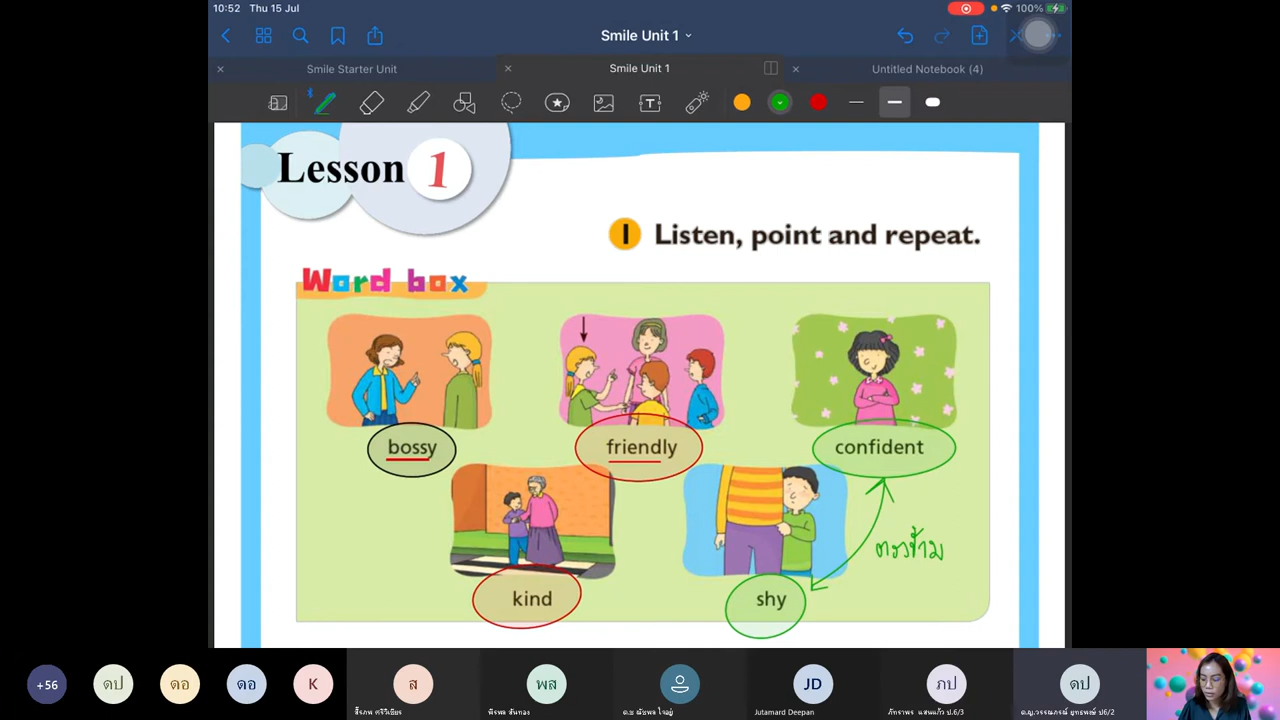 10:52 Thu 15 Jul
100%
Smile Unit 1
Smile Starter Unit
Smile Unit 1
Untitled Notebook (4)
Lesson 1
1 Listen, point and repeat.
Word box
bossy
friendly
confident
ตรงข้าม
kind
shy
+56
ดป
ดอ
ตอ
K
ส
พส
JD
ภป
ดป
Jutamard Deepan